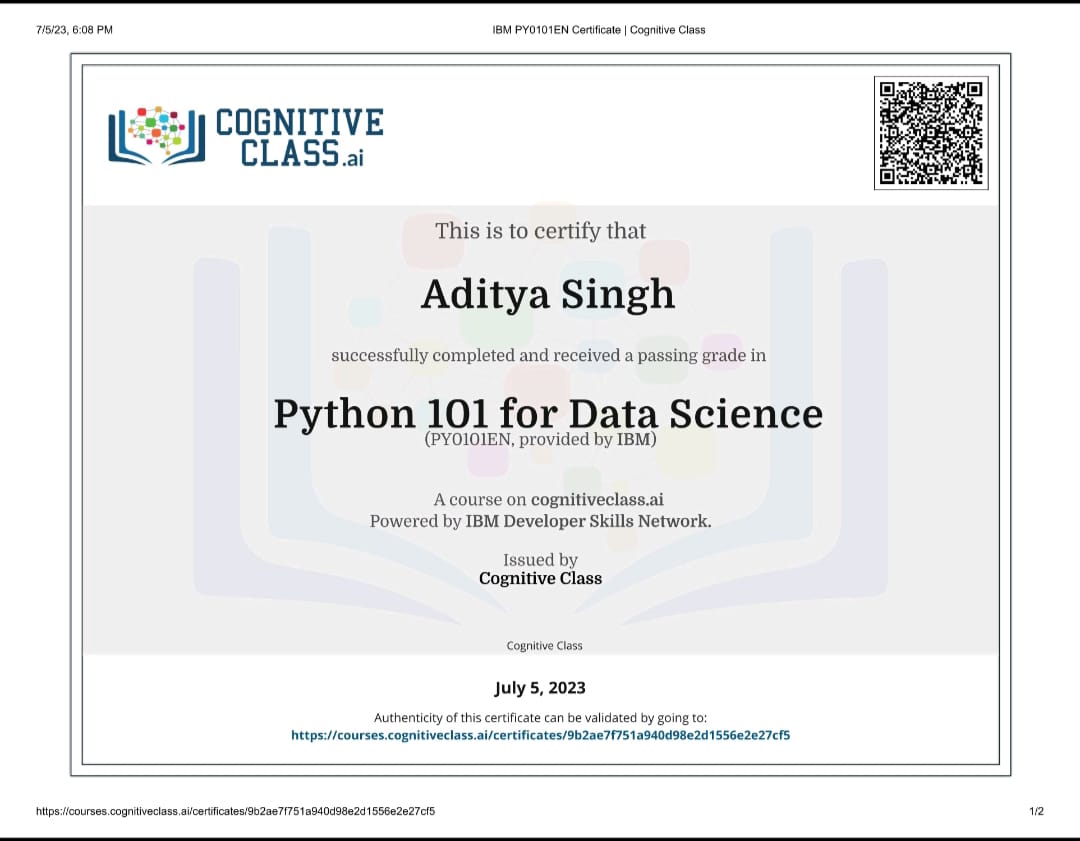 7/5/23, 6:08 PM
IBM PY0101EN Certificate | Cognitive Class
COGNITIVE
CLASS.ai
This is to certify that
Aditya Singh
successfully completed and received a passing grade in
Python 101 for Data Science
(PY0101EN, provided by IBM)
A course on cognitiveclass.ai
Powered by IBM Developer Skills Network.
Issued by
Cognitive Class
Cognitive Class
July 5, 2023
Authenticity of this certificate can be validated by going to:
https://courses.cognitiveclass.ai/certificates/9b2ae7f751a940d98e2d1556e2e27cf5
https://courses.cognitiveclass.ai/certificates/9b2ae7f751a940d98e2d1556e2e27cf5
1/2